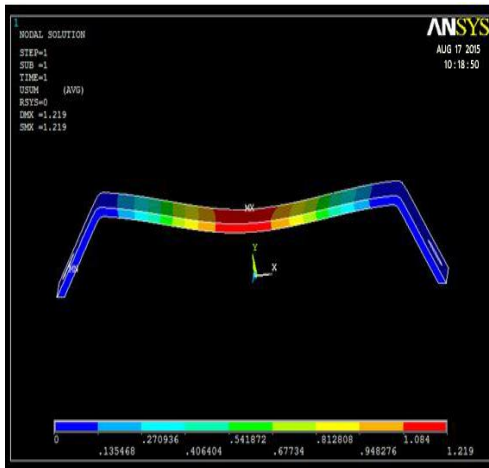 1
NODAL SOLUTION
STEP=1
SUB =1
TIME=1
USUM (AVG)
RSYS=0
DMX =1.219
SMX =1.219
ANSYS
AUG 17 2015
10:18:50
MX
MX
Y
X
0 .270936 .541872 .812808 1.084
.135468 .406404 .67734 .948276 1.219